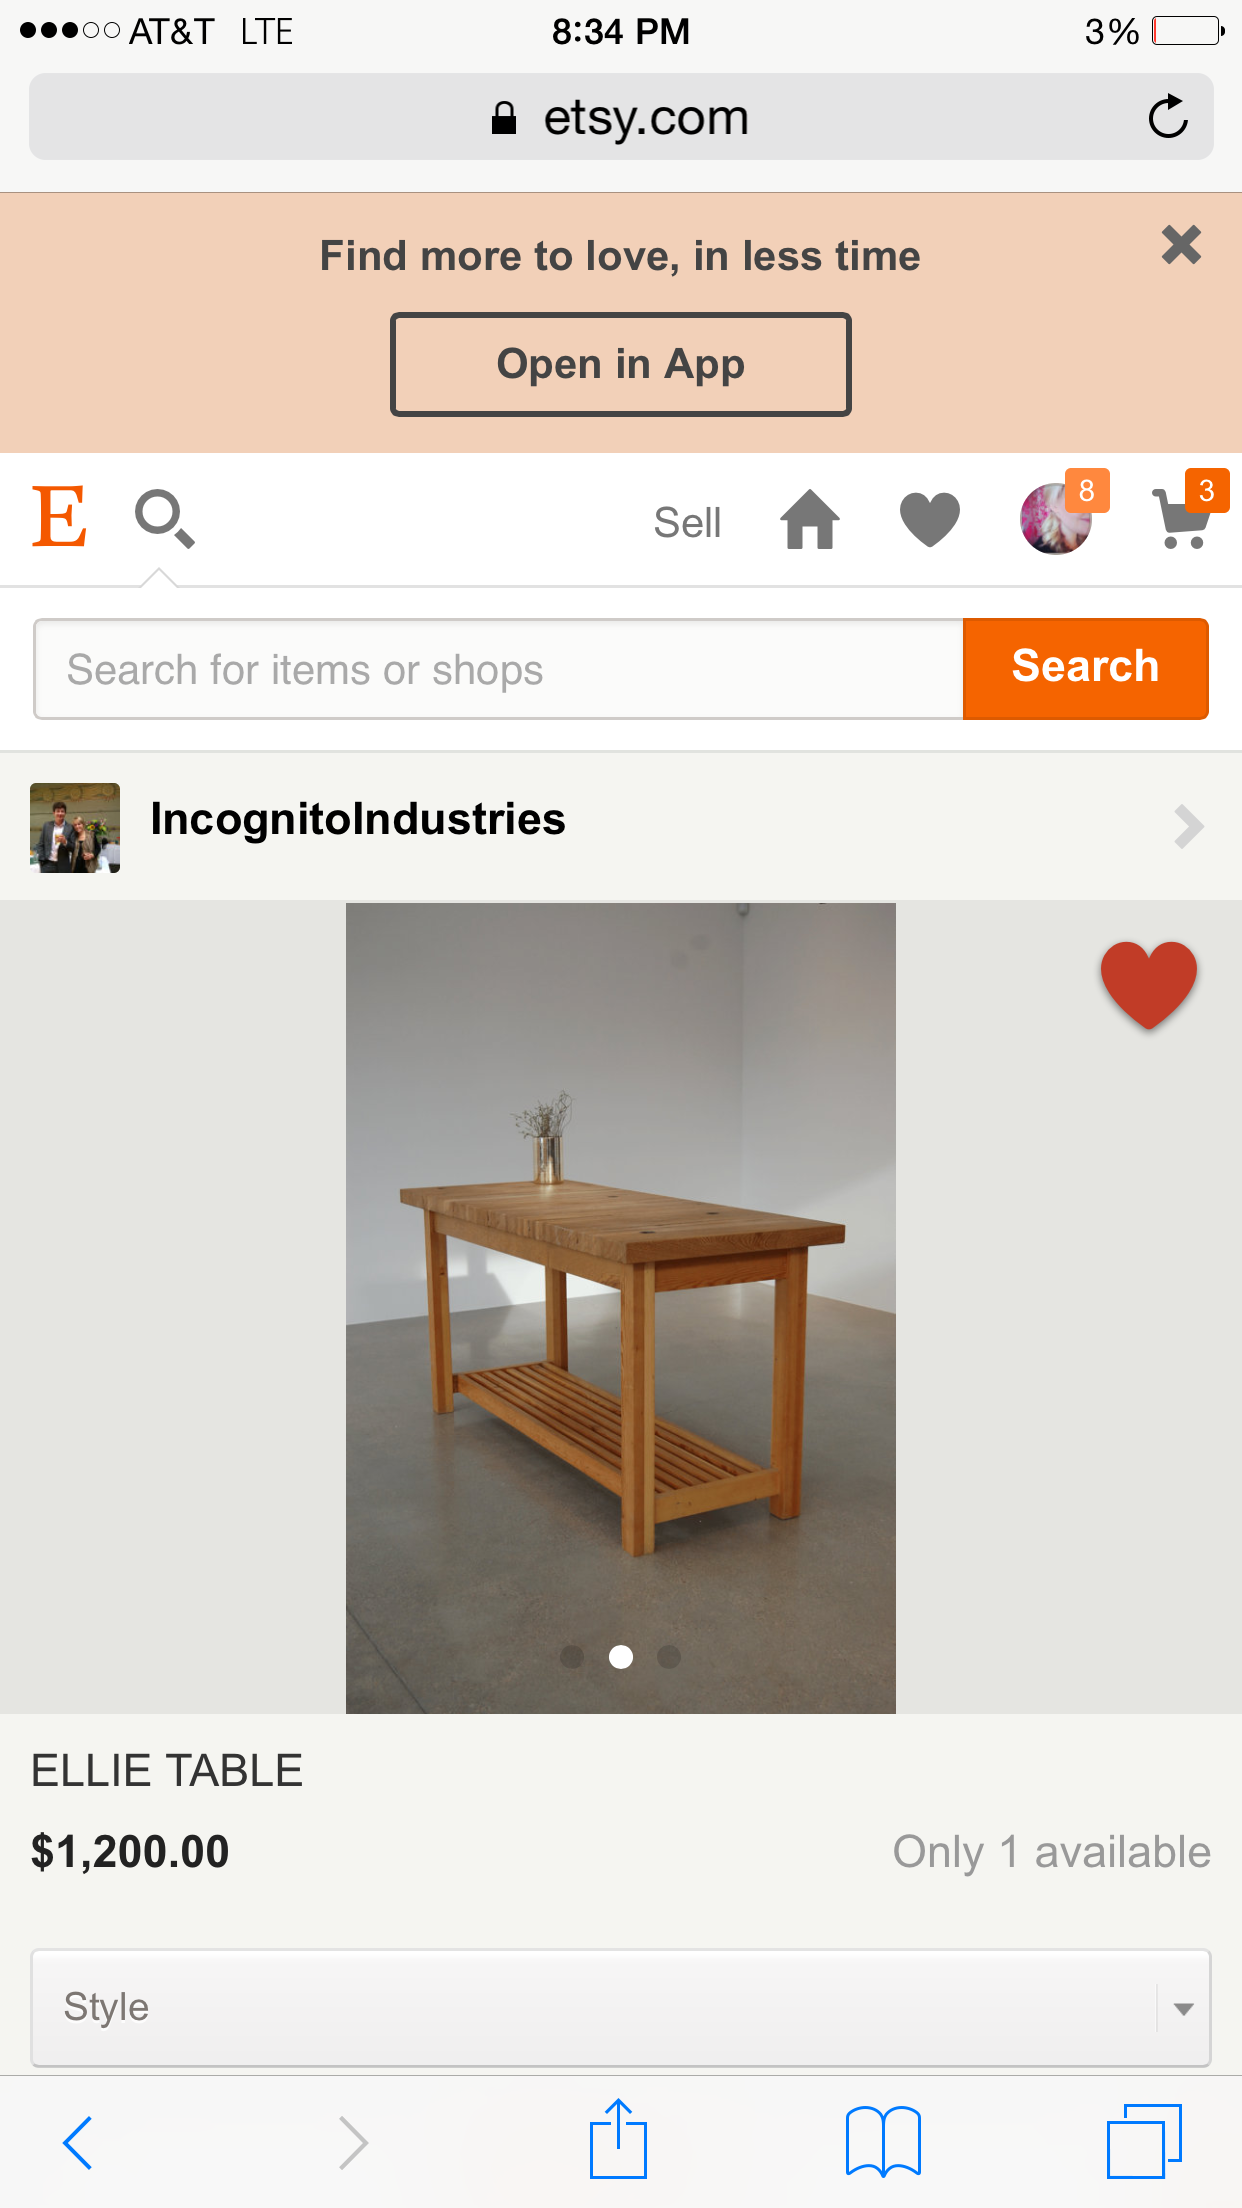 AT&T LTE 8:34 PM 3%
etsy.com
Find more to love, in less time
Open in App
E Sell 8 3
Search for items or shops Search
IncognitoIndustries
ELLIE TABLE
$1,200.00 Only 1 available
Style